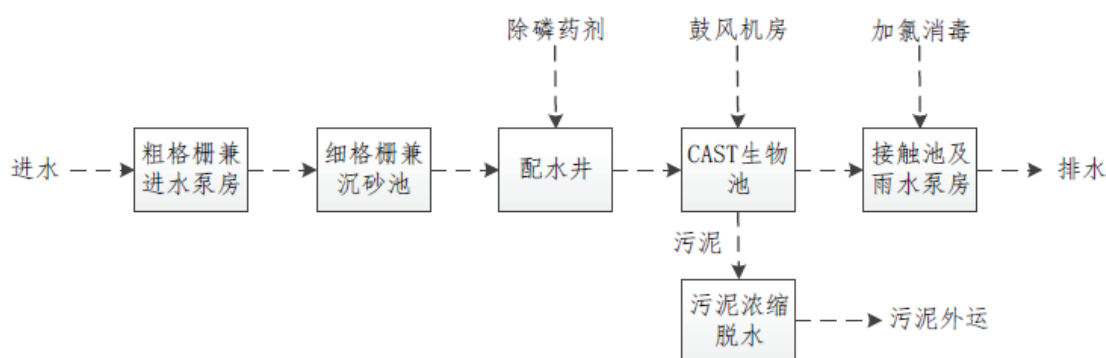 除磷药剂
鼓风机房
加氯消毒
进水
粗格栅兼
进水泵房
细格栅兼
沉砂池
配水井
CAST生物
池
接触池及
雨水泵房
排水
污泥
污泥浓缩
脱水
污泥外运